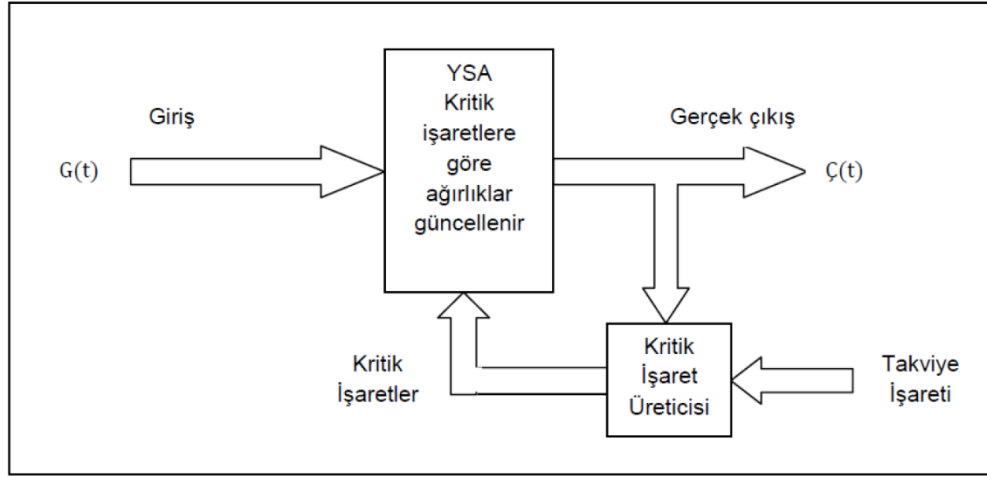 YSA
Kritik
işaretlere
göre
ağırlıklar
güncellenir
Giriş
G(t)
Gerçek çıkış
Ç(t)
Kritik
İşaretler
Kritik
İşaret
Üreticisi
Takviye
İşareti